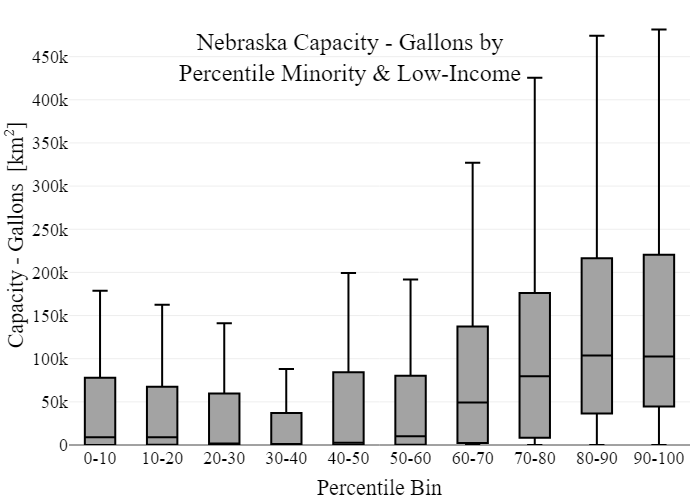 Nebraska Capacity - Gallons by
Percentile Minority & Low-Income
Capacity - Gallons [km²]
450k
400k
350k
300k
250k
200k
150k
100k
50k
0
0-10 10-20 20-30 30-40 40-50 50-60 60-70 70-80 80-90 90-100
Percentile Bin